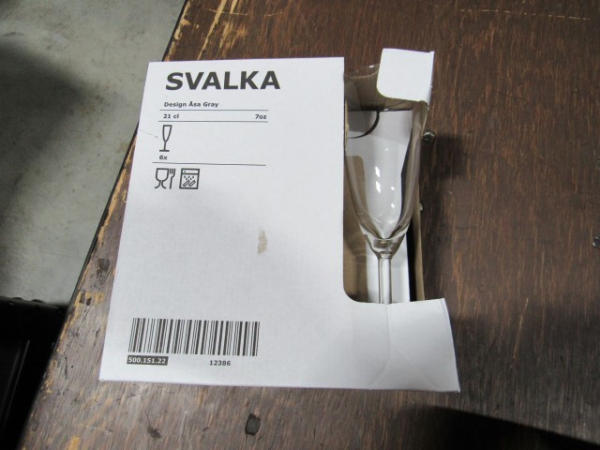 SVALKA
Design Åsa Gray
21 cl 7oz
6x
500.151.22 12386